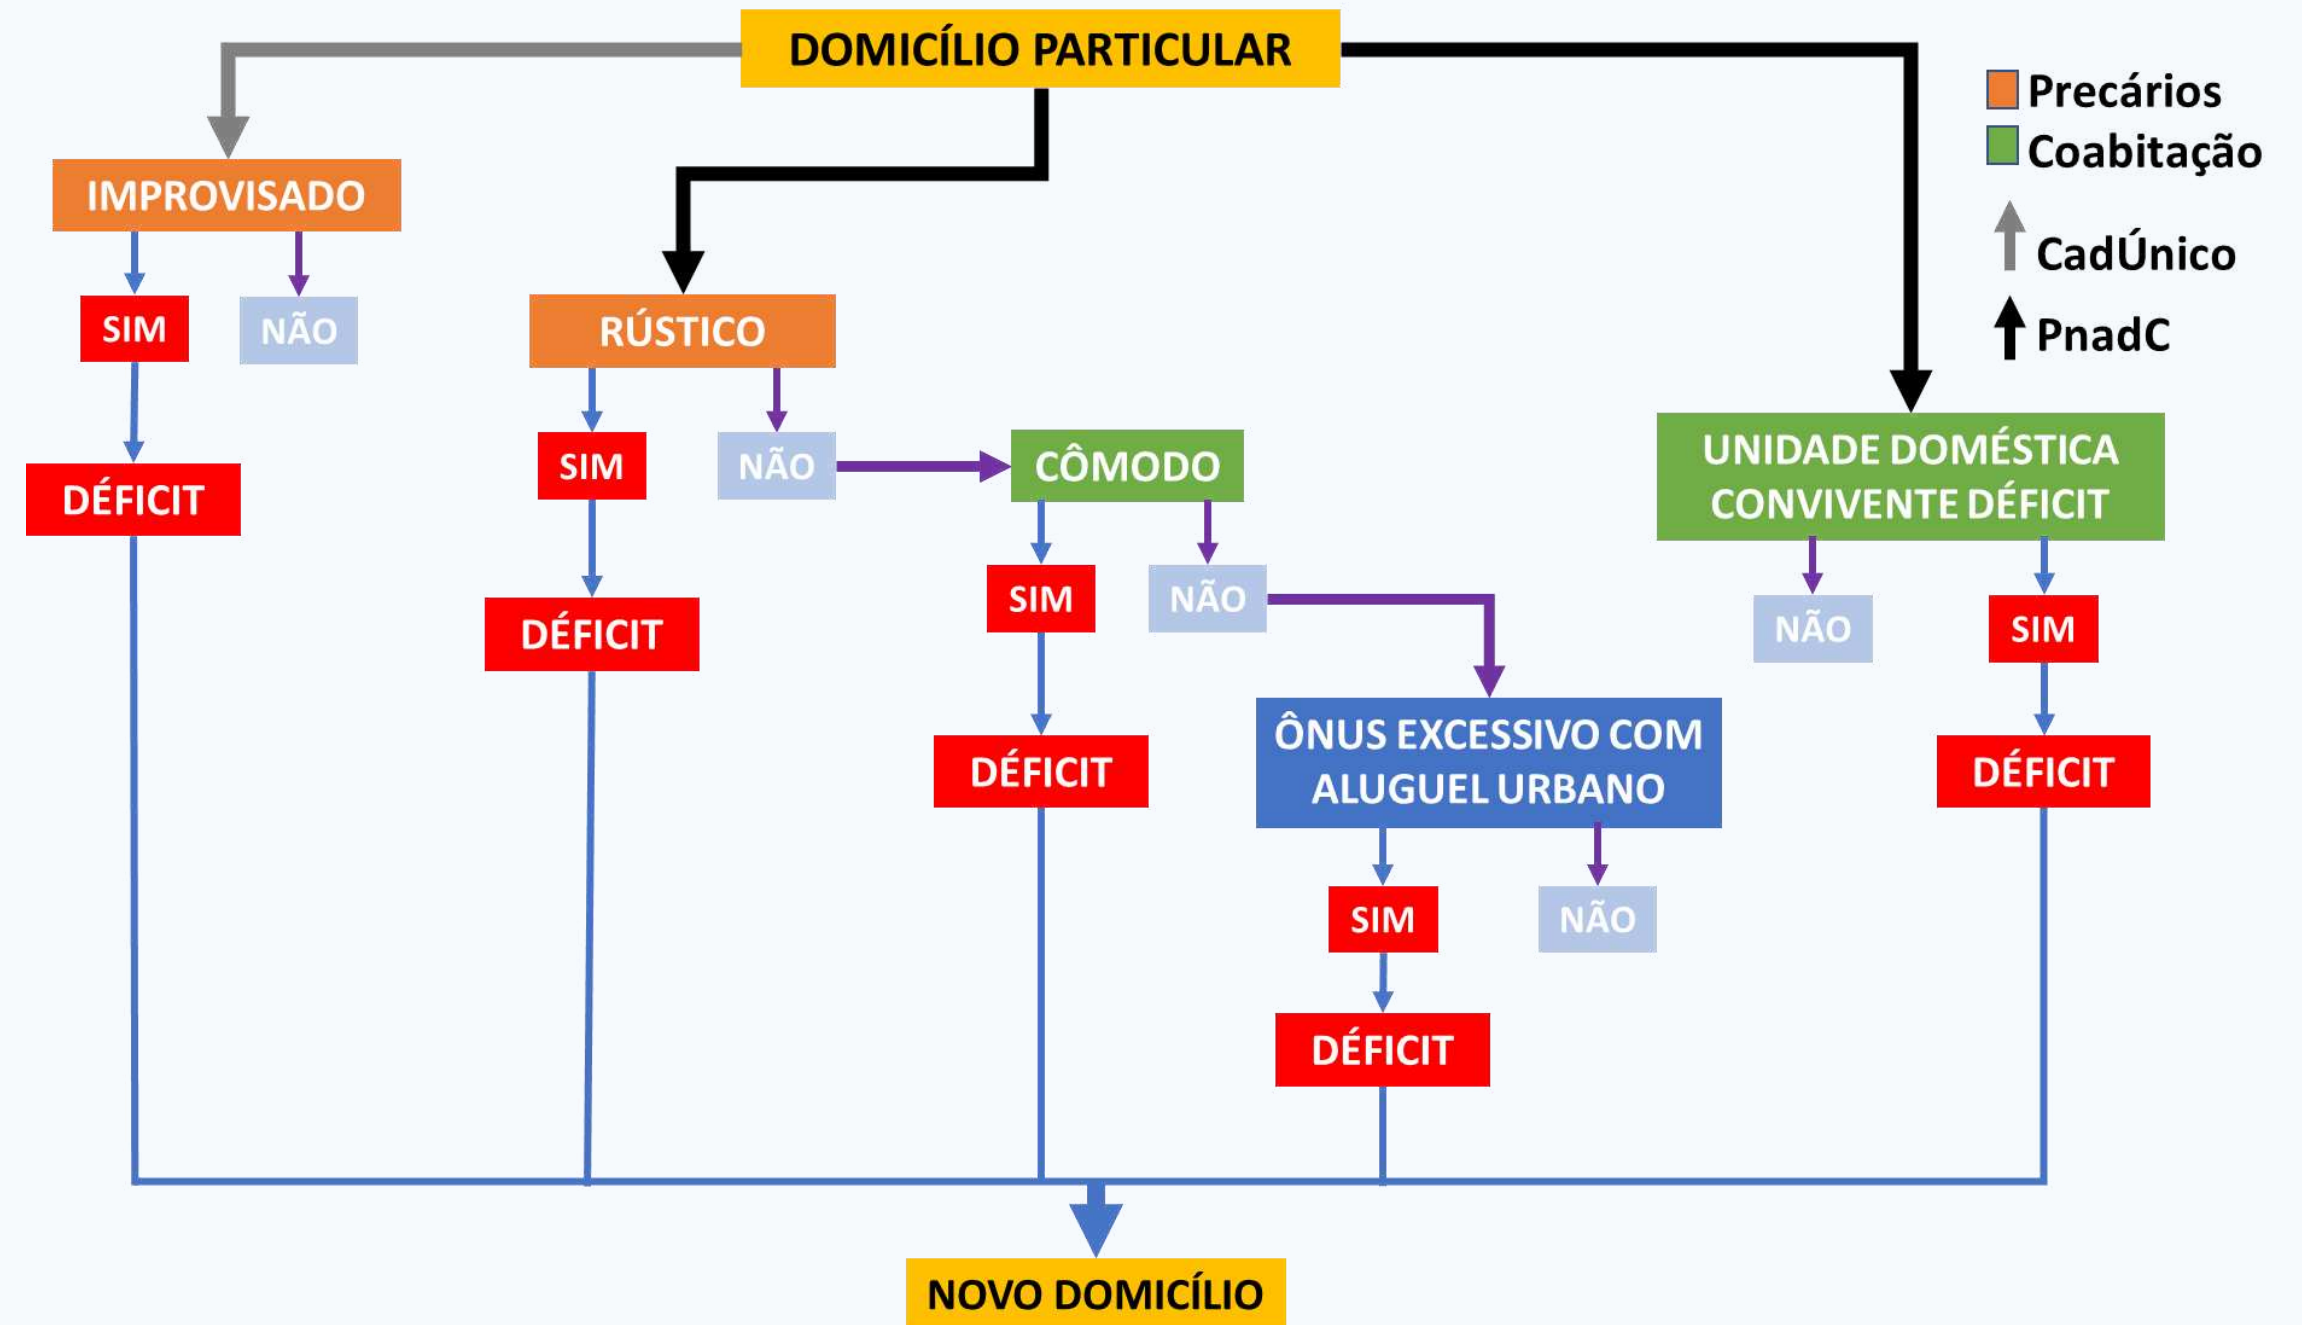 DOMICÍLIO PARTICULAR
Precários
Coabitação
CadÚnico
PnadC
IMPROVISADO
SIM
NÃO
DÉFICIT
RÚSTICO
SIM
NÃO
DÉFICIT
CÔMODO
SIM
NÃO
DÉFICIT
ÔNUS EXCESSIVO COM
ALUGUEL URBANO
SIM
NÃO
DÉFICIT
UNIDADE DOMÉSTICA
CONVIVENTE DÉFICIT
NÃO
SIM
DÉFICIT
NOVO DOMICÍLIO